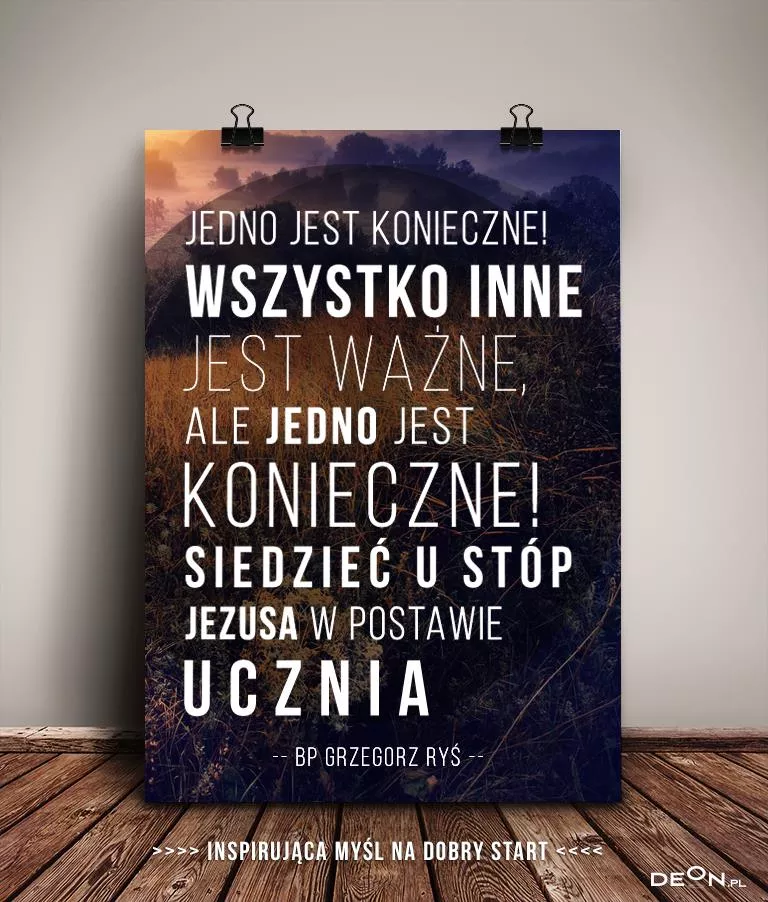 JEDNO JEST KONIECZNE!
WSZYSTKO INNE
JEST WAŻNE,
ALE JEDNO JEST
KONIECZNE!
SIEDZIEĆ U STÓP
JEZUSA W POSTAWIE
UCZNIA
-- BP GRZEGORZ RYŚ --
>>>> INSPIRUJĄCA MYŚL NA DOBRY START <<<<
DEON.PL